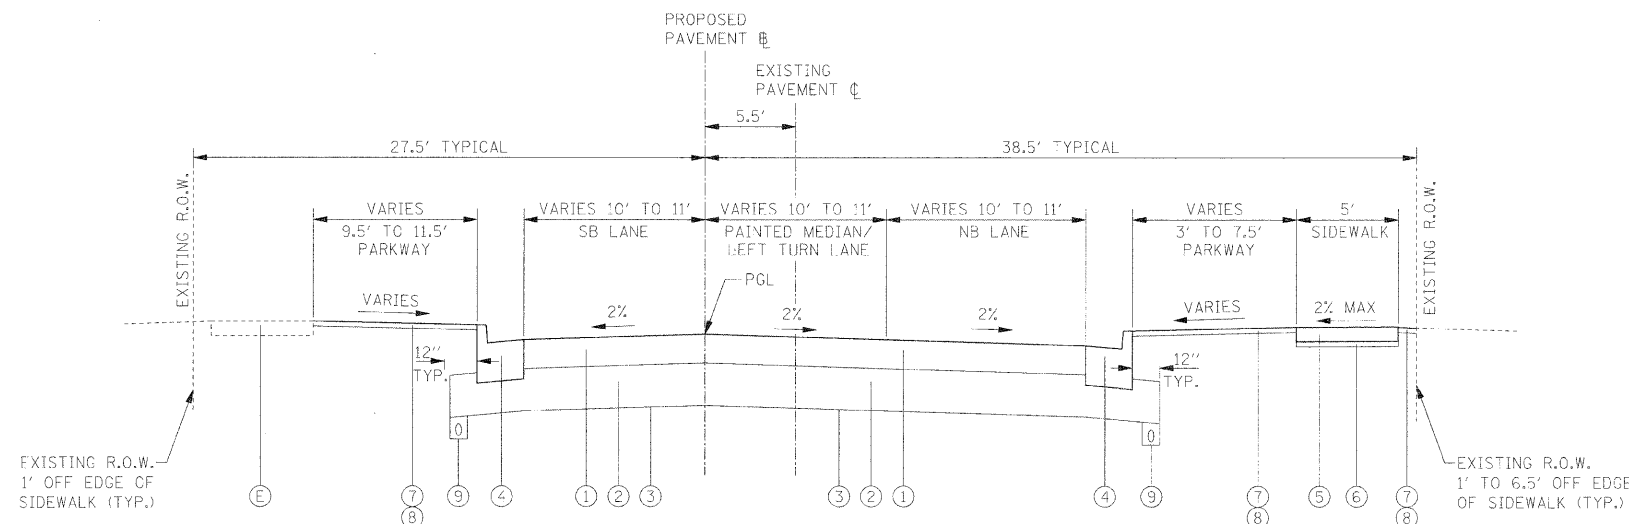 PROPOSED
PAVEMENT ⅊
EXISTING
PAVEMENT ℄
5.5'
27.5' TYPICAL
38.5' TYPICAL
EXISTING R.O.W.
EXISTING R.O.W.
VARIES
9.5' TO 11.5'
PARKWAY
VARIES 10' TO 11'
SB LANE
VARIES 10' TO 11'
PAINTED MEDIAN/
LEFT TURN LANE
VARIES 10' TO 11'
NB LANE
VARIES
3' TO 7.5'
PARKWAY
5'
SIDEWALK
PGL
VARIES
2%
2%
2%
VARIES
2% MAX
12"
TYP.
12"
TYP.
0
0
EXISTING R.O.W.
1' OFF EDGE OF
SIDEWALK (TYP.)
EXISTING R.O.W.
1' TO 6.5' OFF EDGE
OF SIDEWALK (TYP.)
E
7
8
9
4
1
2
3
3
2
1
4
9
7
8
5
6
7
8